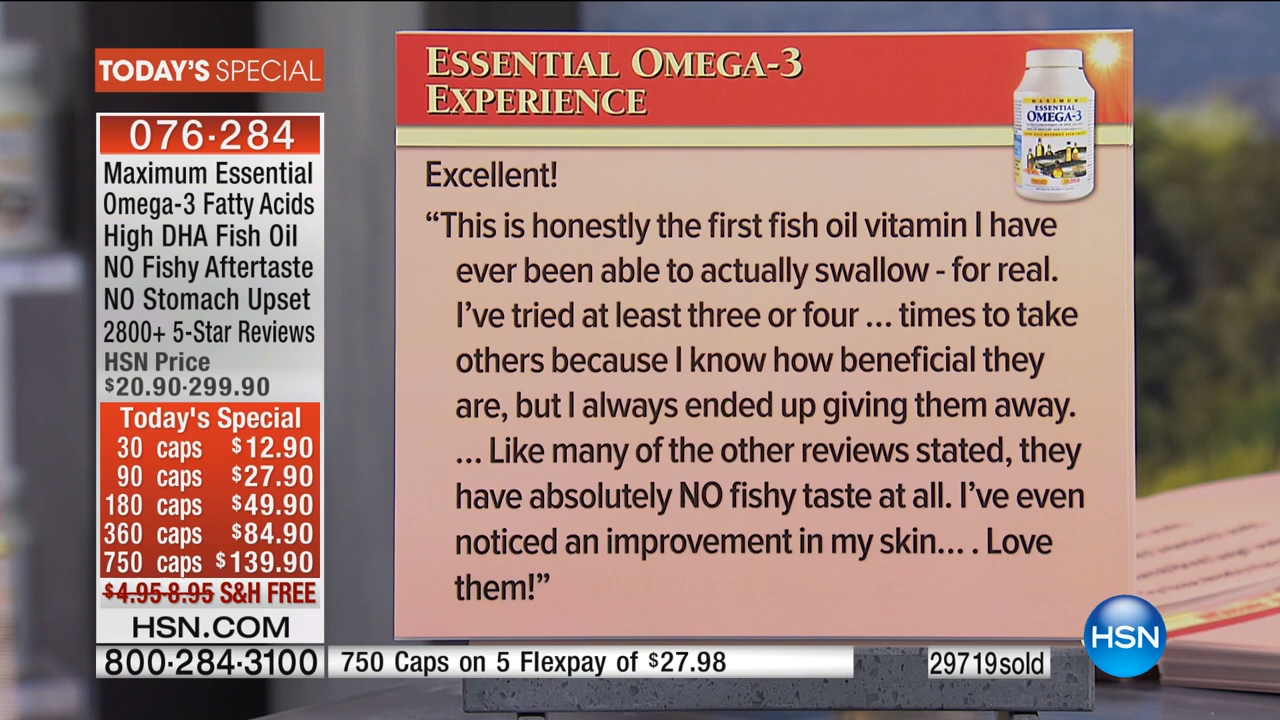 TODAY'S SPECIAL
076-284
Maximum Essential
Omega-3 Fatty Acids
High DHA Fish Oil
NO Fishy Aftertaste
NO Stomach Upset
2800+ 5-Star Reviews
HSN Price
$20.90-299.90
Today's Special
30 caps $12.90
90 caps $27.90
180 caps $49.90
360 caps $84.90
750 caps $139.90
$4.95-8.95 S&H FREE
HSN.COM
800-284-3100
750 Caps on 5 Flexpay of $27.98
29719sold
HSN
ESSENTIAL OMEGA-3
EXPERIENCE
MAXIMUM
ESSENTIAL
OMEGA-3
Excellent!
“This is honestly the first fish oil vitamin I have
ever been able to actually swallow - for real.
I’ve tried at least three or four ... times to take
others because I know how beneficial they
are, but I always ended up giving them away.
... Like many of the other reviews stated, they
have absolutely NO fishy taste at all. I’ve even
noticed an improvement in my skin... . Love
them!”